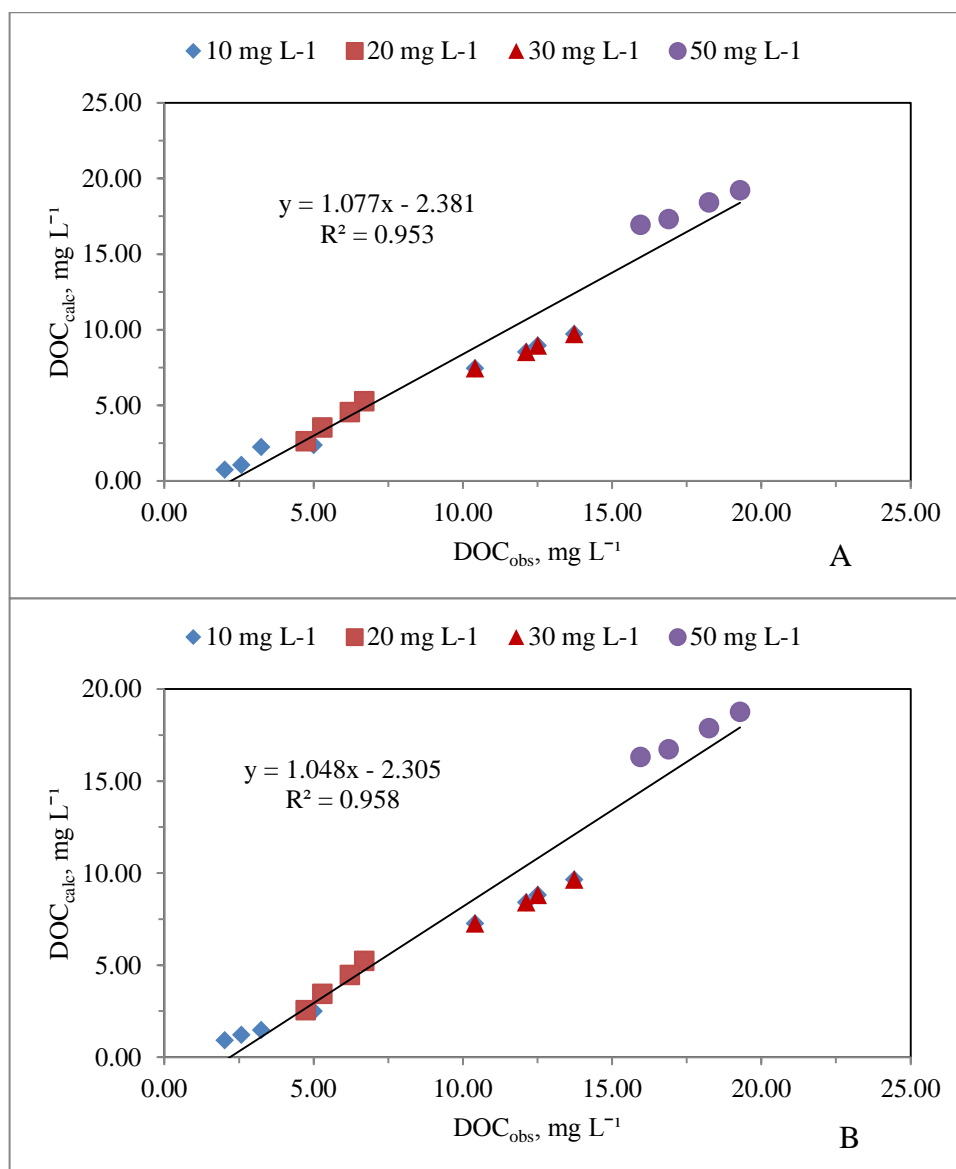 10 mg L-1 20 mg L-1 30 mg L-1 50 mg L-1
25.00
20.00
15.00
10.00
5.00
0.00
DOCcalc, mg L⁻¹
y = 1.077x - 2.381
R² = 0.953
0.00 5.00 10.00 15.00 20.00 25.00
DOCobs, mg L⁻¹
A
10 mg L-1 20 mg L-1 30 mg L-1 50 mg L-1
20.00
15.00
10.00
5.00
0.00
DOCcalc, mg L⁻¹
y = 1.048x - 2.305
R² = 0.958
0.00 5.00 10.00 15.00 20.00 25.00
DOCobs, mg L⁻¹
B